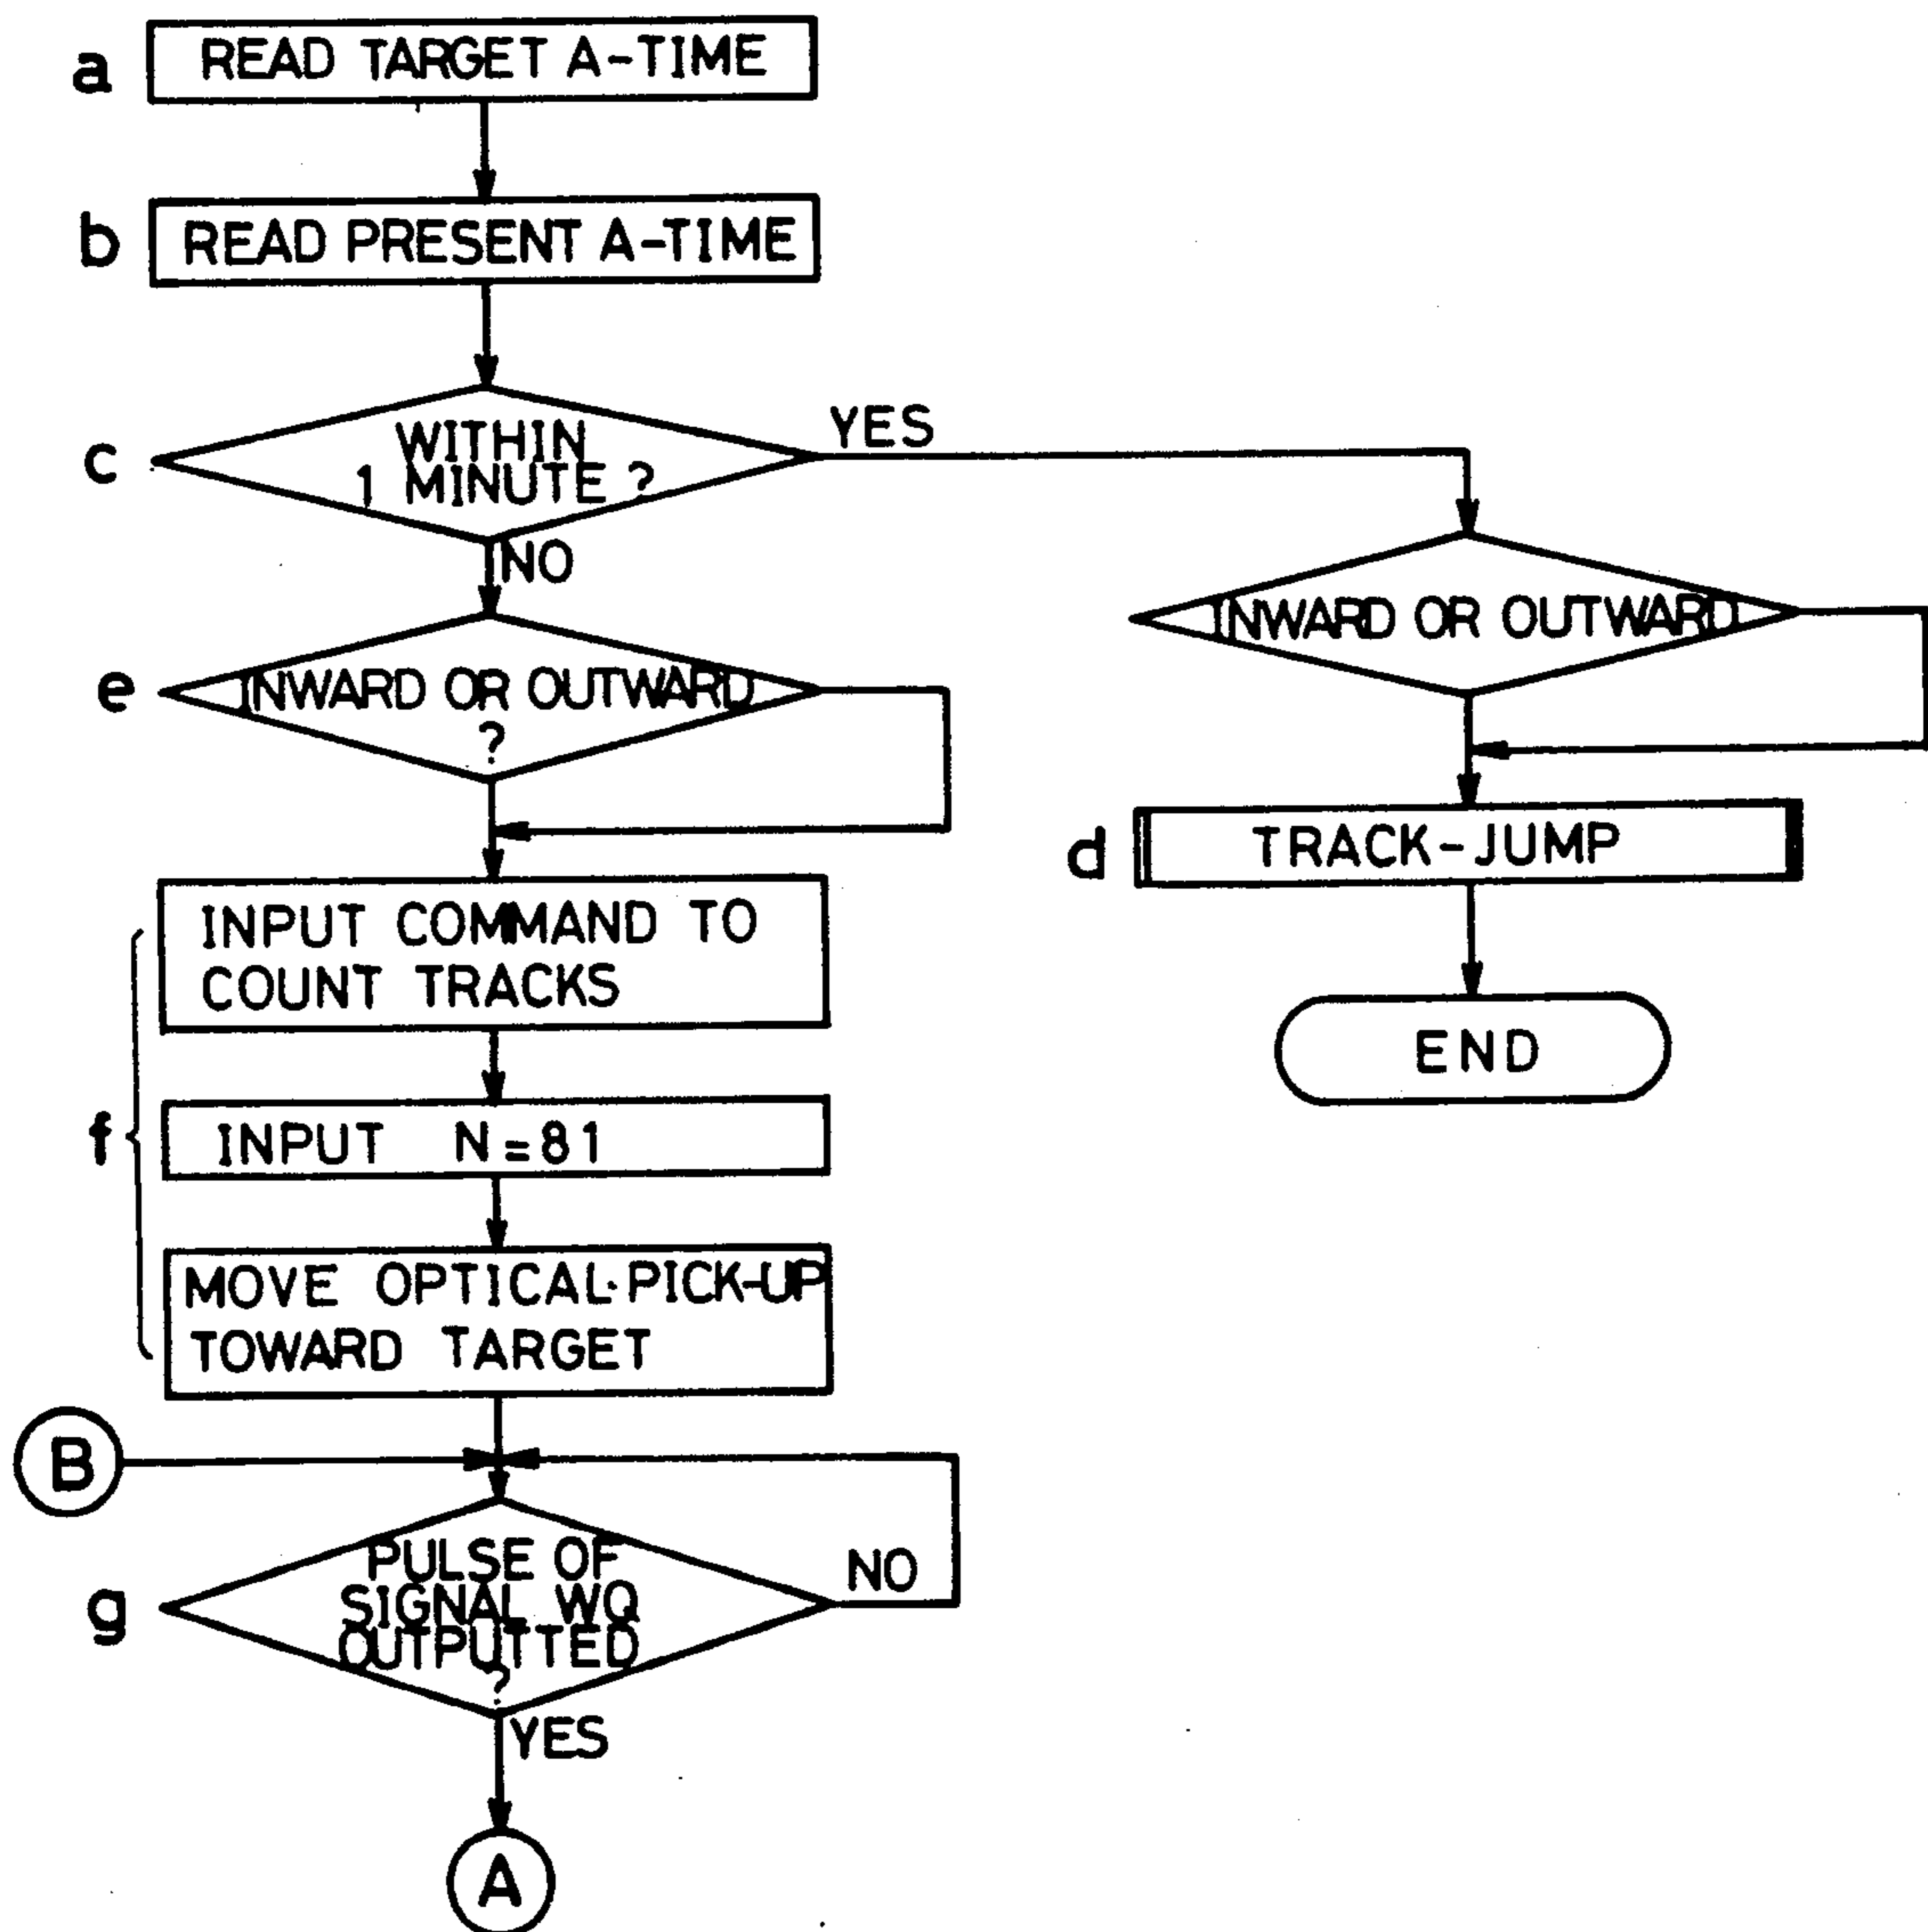 a
READ TARGET A-TIME
b
READ PRESENT A-TIME
c
WITHIN
1 MINUTE ?
YES
NO
e
INWARD OR OUTWARD
?
INWARD OR OUTWARD
d
TRACK-JUMP
END
f
INPUT COMMAND TO
COUNT TRACKS
INPUT N=81
MOVE OPTICAL·PICK-UP
TOWARD TARGET
B
g
PULSE OF
SIGNAL WQ
OUTPUTTED
?
NO
YES
A